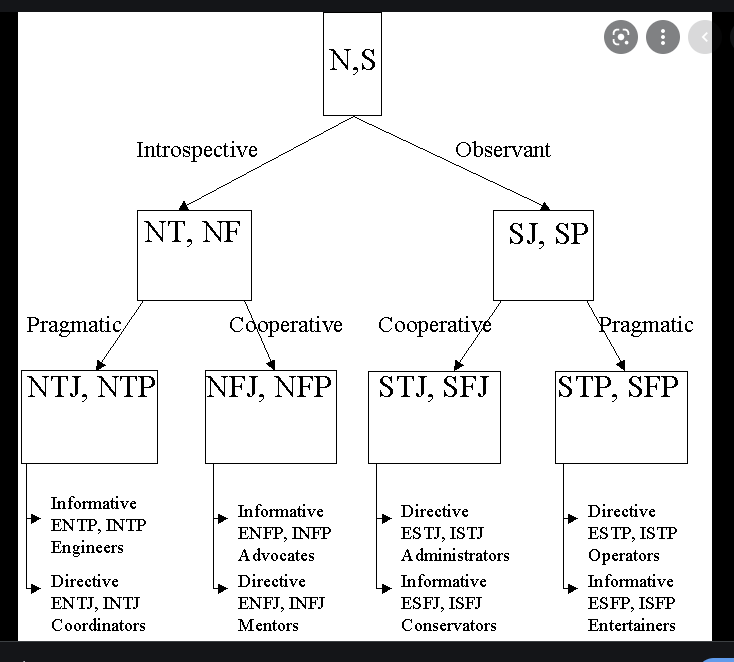 N,S
Introspective
Observant
NT, NF
SJ, SP
Pragmatic
Cooperative
Cooperative
Pragmatic
NTJ, NTP
NFJ, NFP
STJ, SFJ
STP, SFP
Informative
ENTP, INTP
Engineers
Directive
ENTJ, INTJ
Coordinators
Informative
ENFP, INFP
Advocates
Directive
ENFJ, INFJ
Mentors
Directive
ESTJ, ISTJ
Administrators
Informative
ESFJ, ISFJ
Conservators
Directive
ESTP, ISTP
Operators
Informative
ESFP, ISFP
Entertainers